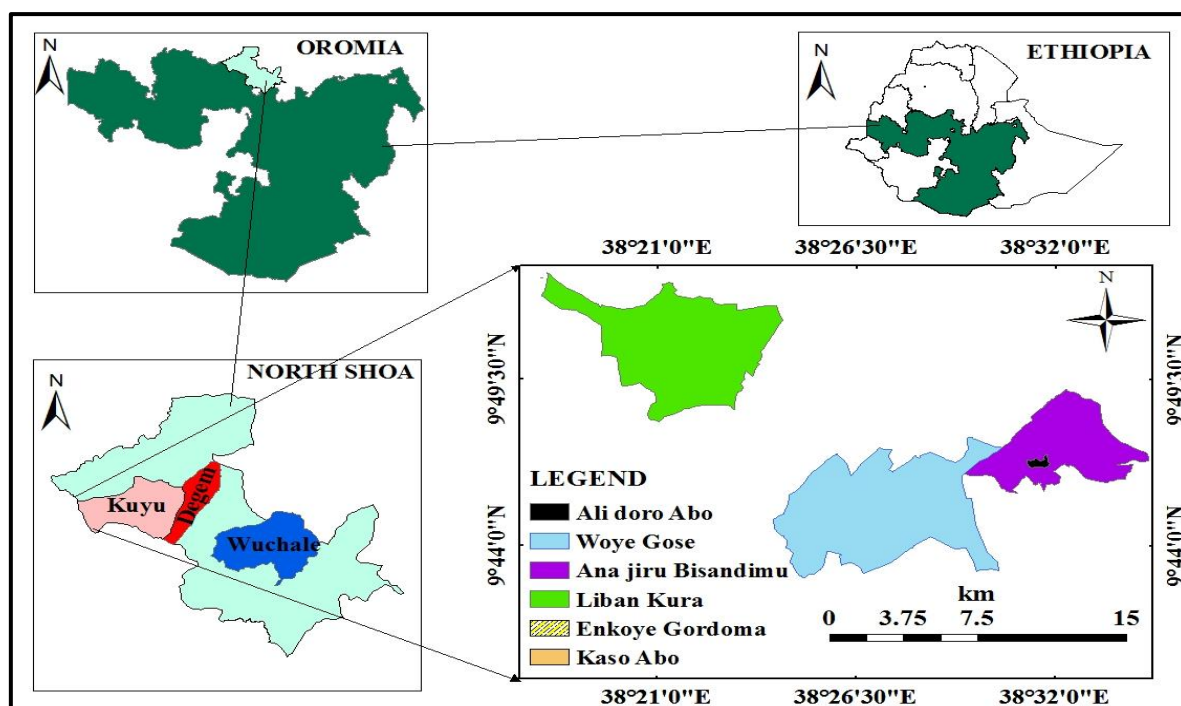 N
OROMIA
N
ETHIOPIA
N
NORTH SHOA
Kuyu
Degem
Wuchale
38°21'0"E
38°26'30"E
38°32'0"E
N
9°49'30"N
9°49'30"N
9°44'0"N
9°44'0"N
LEGEND
Ali doro Abo
Woye Gose
Ana jiru Bisandimu
Liban Kura
Enkoye Gordoma
Kaso Abo
km
0 3.75 7.5 15
38°21'0"E
38°26'30"E
38°32'0"E